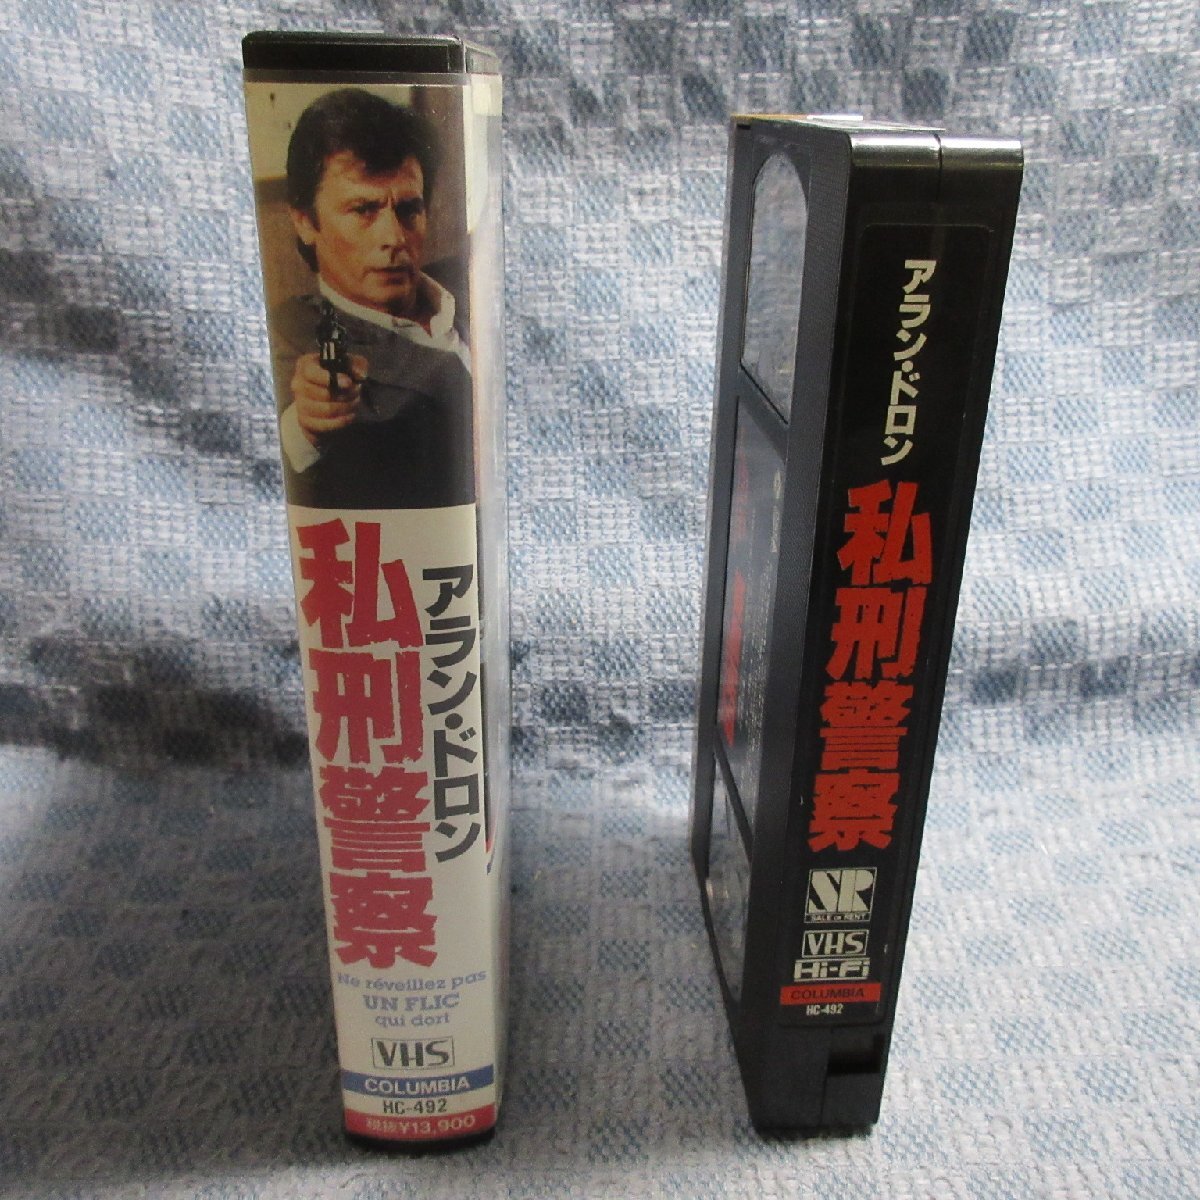 アラン・ドロン
私刑警察
Ne réveillez pas
UN FLIC
qui dort
VHS
COLUMBIA
HC-492
税抜¥13,900
アラン・ドロン
私刑警察
SR
SALE or RENT
VHS
Hi-Fi
COLUMBIA
HC-492